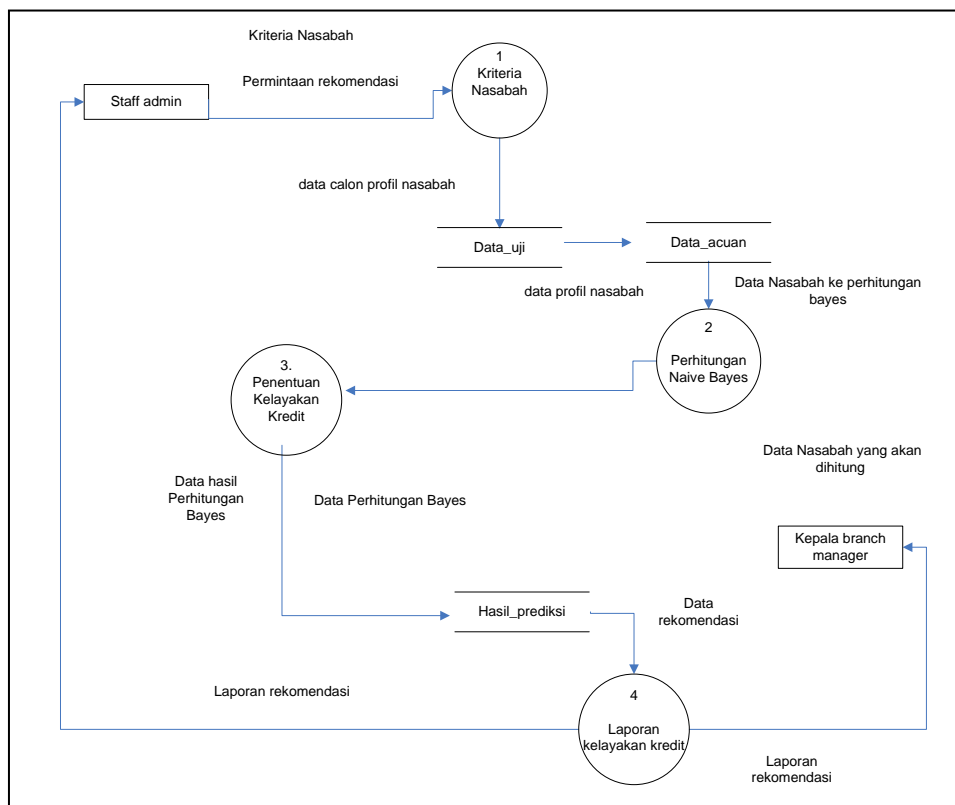 Kriteria Nasabah
Permintaan rekomendasi
Staff admin
1
Kriteria
Nasabah
data calon profil nasabah
Data_uji
Data_acuan
data profil nasabah
Data Nasabah ke perhitungan
bayes
2
Perhitungan
Naive Bayes
3.
Penentuan
Kelayakan
Kredit
Data Nasabah yang akan
dihitung
Data hasil
Perhitungan
Bayes
Data Perhitungan Bayes
Kepala branch
manager
Hasil_prediksi
Data
rekomendasi
Laporan rekomendasi
4
Laporan
kelayakan kredit
Laporan
rekomendasi